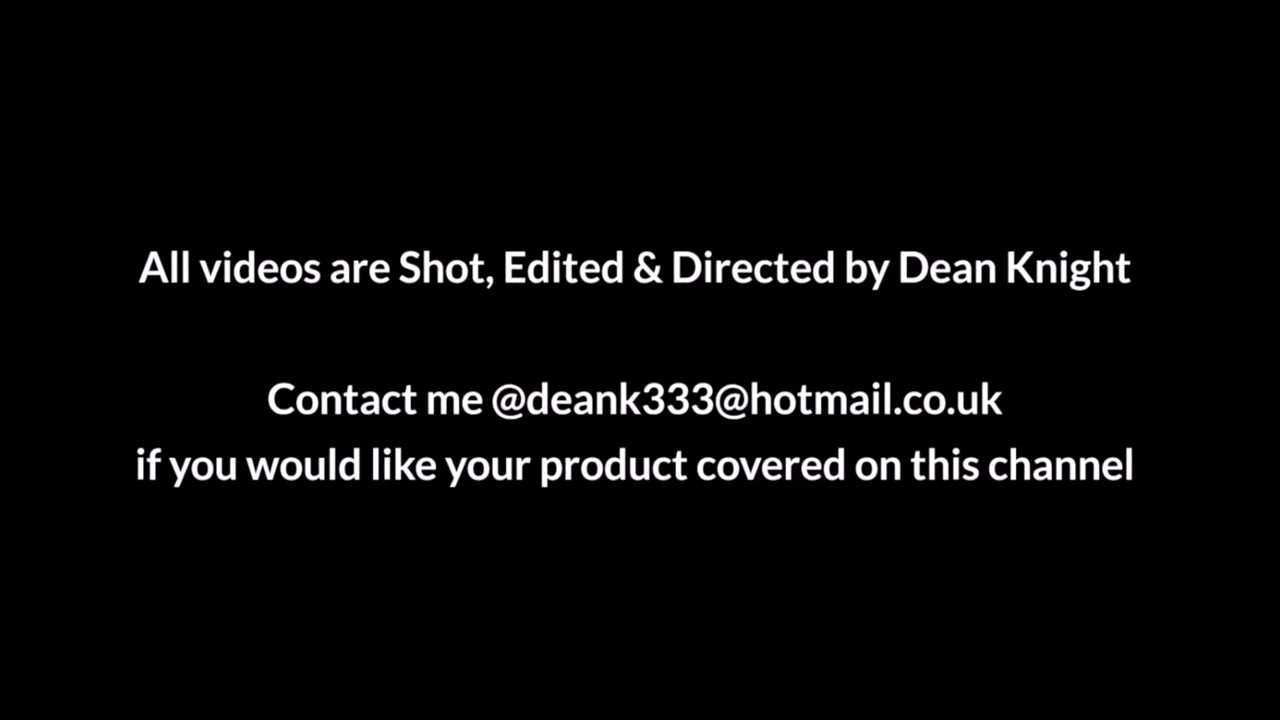 All videos are Shot, Edited & Directed by Dean Knight
Contact me @deank333@hotmail.co.uk
if you would like your product covered on this channel